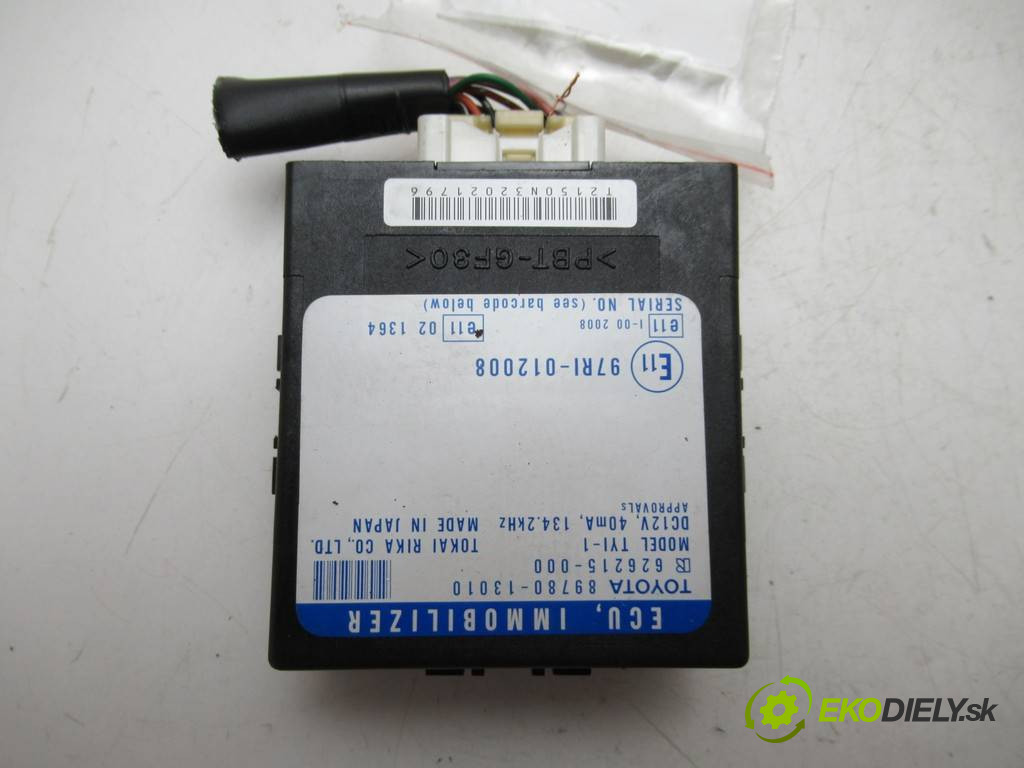 ECU, IMMOBILIZER
TOYOTA 89780-13010
626215-000
MODEL TYI-1 TOKAI RIKA CO., LTD.
DC12V, 40mA, 134.2kHz MADE IN JAPAN
APPROVALS
E11 97RI-012008
e11 I-00 2008 e11 02 1364
SERIAL NO. (see barcode below)
>PBT-GF30<
T2150N32021796
EKODIELY.sk